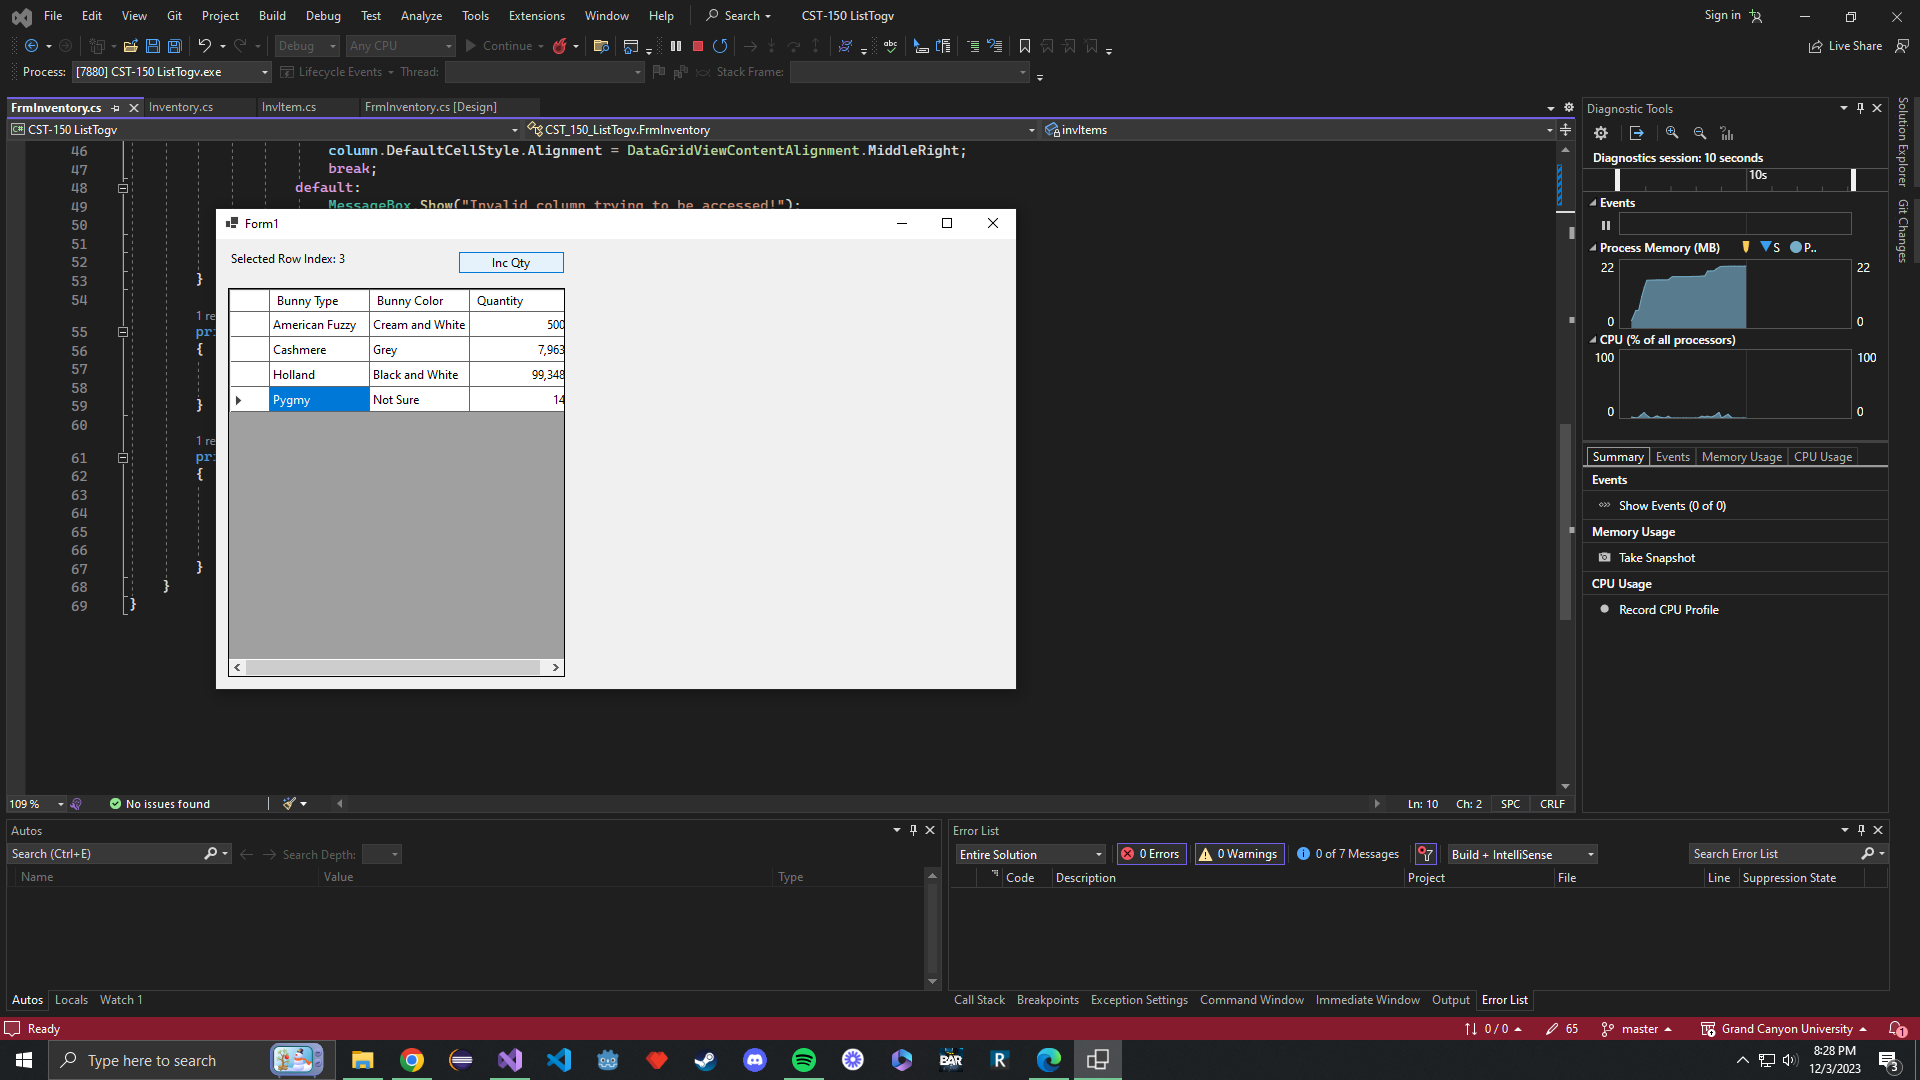 File Edit View Git Project Build Debug Test Analyze Tools Extensions Window Help Search CST-150 ListTogv Sign in
Debug Any CPU Continue Live Share
Process: [7880] CST-150 ListTogv.exe Lifecycle Events Thread: Stack Frame:
FrmInventory.cs Inventory.cs InvItem.cs FrmInventory.cs [Design]
CST-150 ListTogv CST_150_ListTogv.FrmInventory invItems
46 column.DefaultCellStyle.Alignment = DataGridViewContentAlignment.MiddleRight;
47 break;
48 default:
49 MessageBox.Show("Invalid column trying to be accessed!");
50
51
52
53 }
54
1 re
55 pri
56 {
57
58
59 }
60
1 re
61 pri
62 {
63
64
65
66
67 }
68 }
69 }
Form1
Selected Row Index: 3 Inc Qty
Bunny Type Bunny Color Quantity
American Fuzzy Cream and White 500
Cashmere Grey 7,963
Holland Black and White 99,348
Pygmy Not Sure 14
109 % No issues found Ln: 10 Ch: 2 SPC CRLF
Diagnostic Tools
Diagnostics session: 10 seconds
10s
Events
Process Memory (MB) S P..
22 22
0 0
CPU (% of all processors)
100 100
0 0
Summary Events Memory Usage CPU Usage
Events
Show Events (0 of 0)
Memory Usage
Take Snapshot
CPU Usage
Record CPU Profile
Solution Explorer
Git Changes
Autos
Search (Ctrl+E) Search Depth:
Name Value Type
Autos Locals Watch 1
Error List
Entire Solution 0 Errors 0 Warnings 0 of 7 Messages Build + IntelliSense Search Error List
Code Description Project File Line Suppression State
Call Stack Breakpoints Exception Settings Command Window Immediate Window Output Error List
Ready 0 / 0 65 master Grand Canyon University 1
Type here to search BAR R 8:28 PM
12/3/2023 3